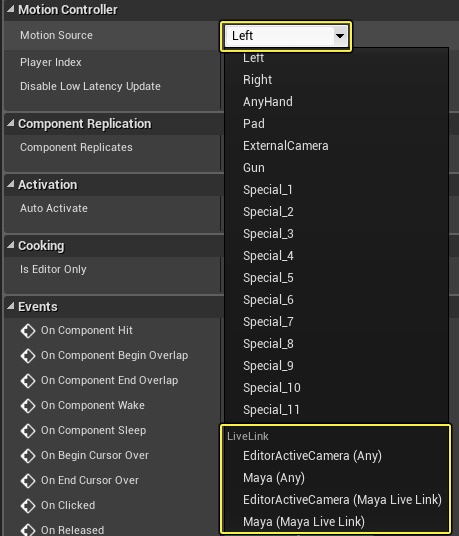 Motion Controller
Motion Source
Left
Player Index
Disable Low Latency Update
Component Replication
Component Replicates
Activation
Auto Activate
Cooking
Is Editor Only
Events
On Component Hit
On Component Begin Overlap
On Component End Overlap
On Component Wake
On Component Sleep
On Begin Cursor Over
On End Cursor Over
On Clicked
On Released
Left
Right
AnyHand
Pad
ExternalCamera
Gun
Special_1
Special_2
Special_3
Special_4
Special_5
Special_6
Special_7
Special_8
Special_9
Special_10
Special_11
LiveLink
EditorActiveCamera (Any)
Maya (Any)
EditorActiveCamera (Maya Live Link)
Maya (Maya Live Link)